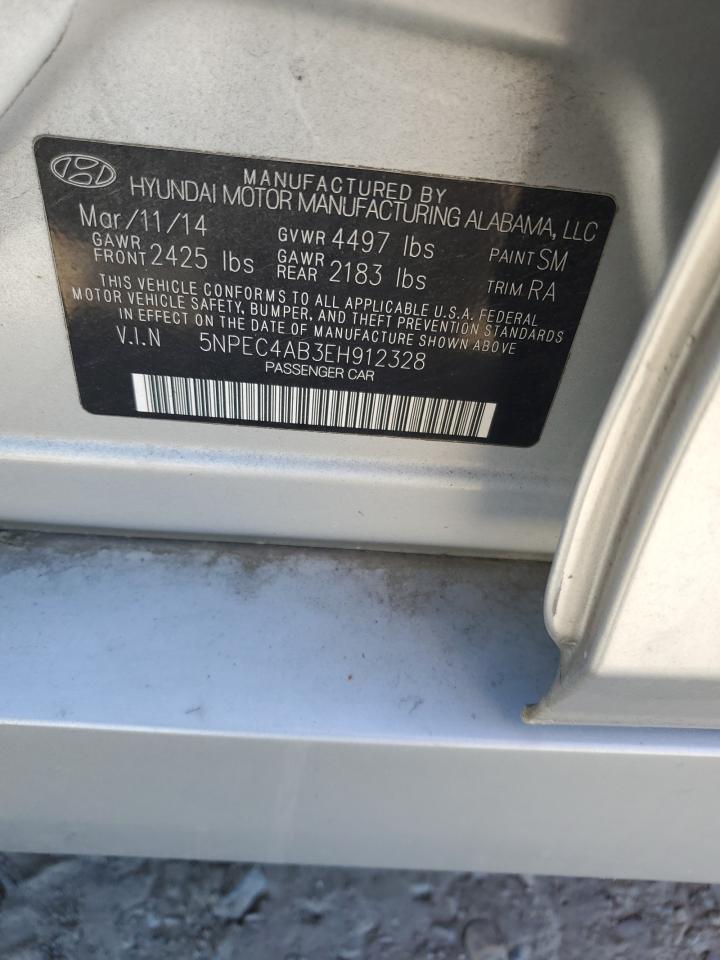 MANUFACTURED BY
HYUNDAI MOTOR MANUFACTURING ALABAMA, LLC
Mar/11/14 GVWR 4497 lbs PAINT SM
GAWR FRONT 2425 lbs GAWR REAR 2183 lbs TRIM RA
THIS VEHICLE CONFORMS TO ALL APPLICABLE U.S.A. FEDERAL
MOTOR VEHICLE SAFETY, BUMPER, AND THEFT PREVENTION STANDARDS
IN EFFECT ON THE DATE OF MANUFACTURE SHOWN ABOVE.
V.I.N 5NPEC4AB3EH912328
PASSENGER CAR